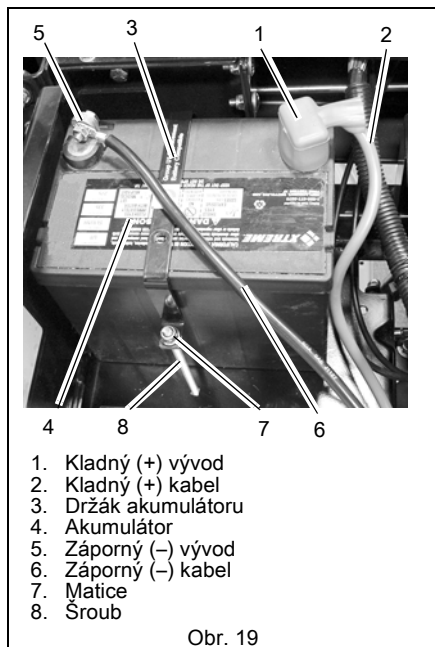 5 3 1 2
XTREME
4 8 7 6
1. Kladný (+) vývod
2. Kladný (+) kabel
3. Držák akumulátoru
4. Akumulátor
5. Záporný (–) vývod
6. Záporný (–) kabel
7. Matice
8. Šroub
Obr. 19